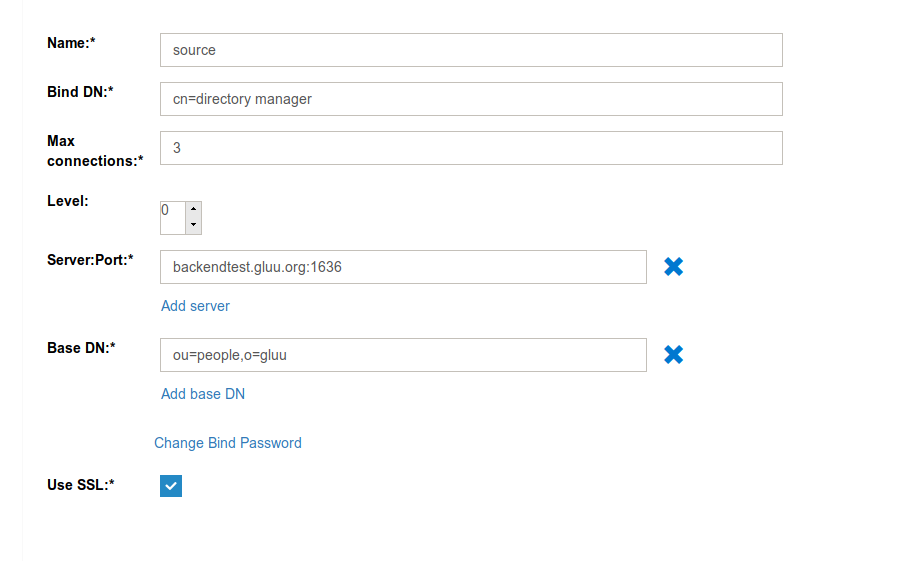 Name:*
source
Bind DN:*
cn=directory manager
Max
connections:*
3
Level:
0
Server:Port:*
backendtest.gluu.org:1636
Add server
Base DN:*
ou=people,o=gluu
Add base DN
Change Bind Password
Use SSL:*